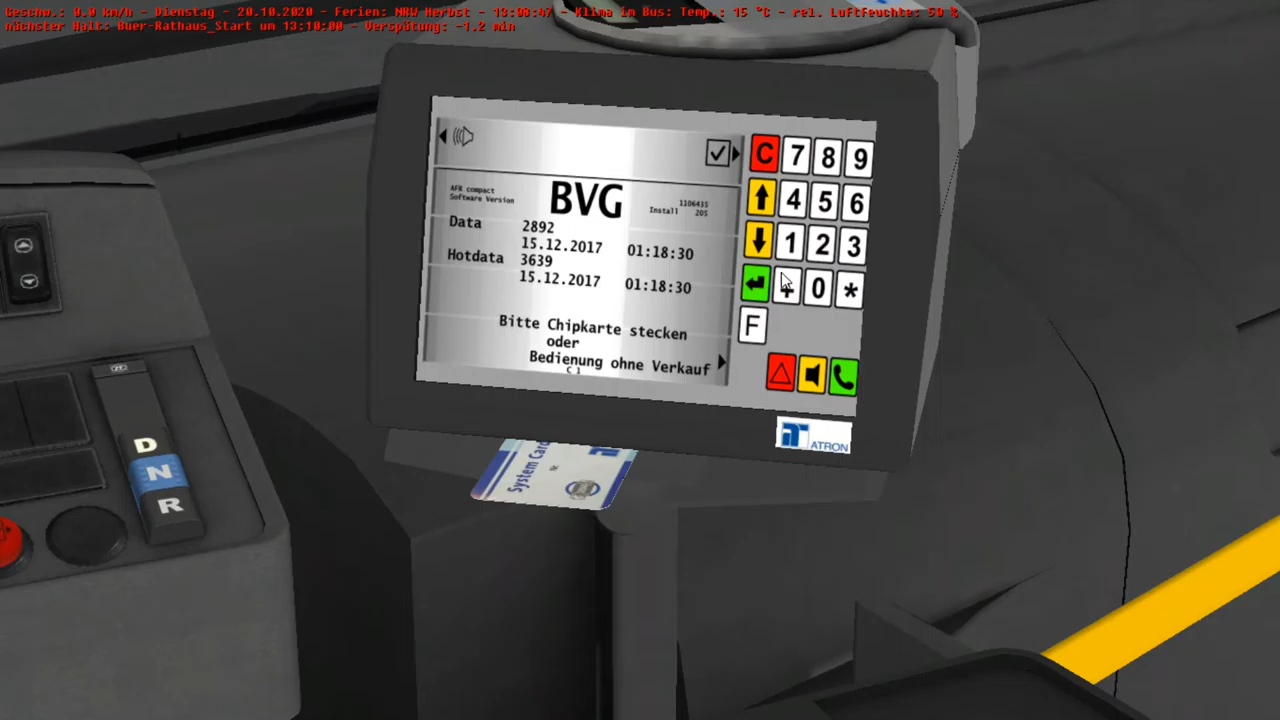 Geschw.: 0.0 km/h - Dienstag - 20.10.2020 - Ferien: NRW Herbst - 13:08:47 - Klima im Bus: Temp.: 15 °C - rel. Luftfeuchte: 50 %
nächster Halt: Buer-Rathaus_Start um 13:10:00 - Verspätung: -1.2 min
AFR compact
Software Version
BVG
1106435
Install 205
Data 2892
15.12.2017 01:18:30
Hotdata 3639
15.12.2017 01:18:30
Bitte Chipkarte stecken
oder
Bedienung ohne Verkauf
C 1
C 7 8 9
4 5 6
1 2 3
0 *
F
ATRON
System Card
Nr.
D
N
R